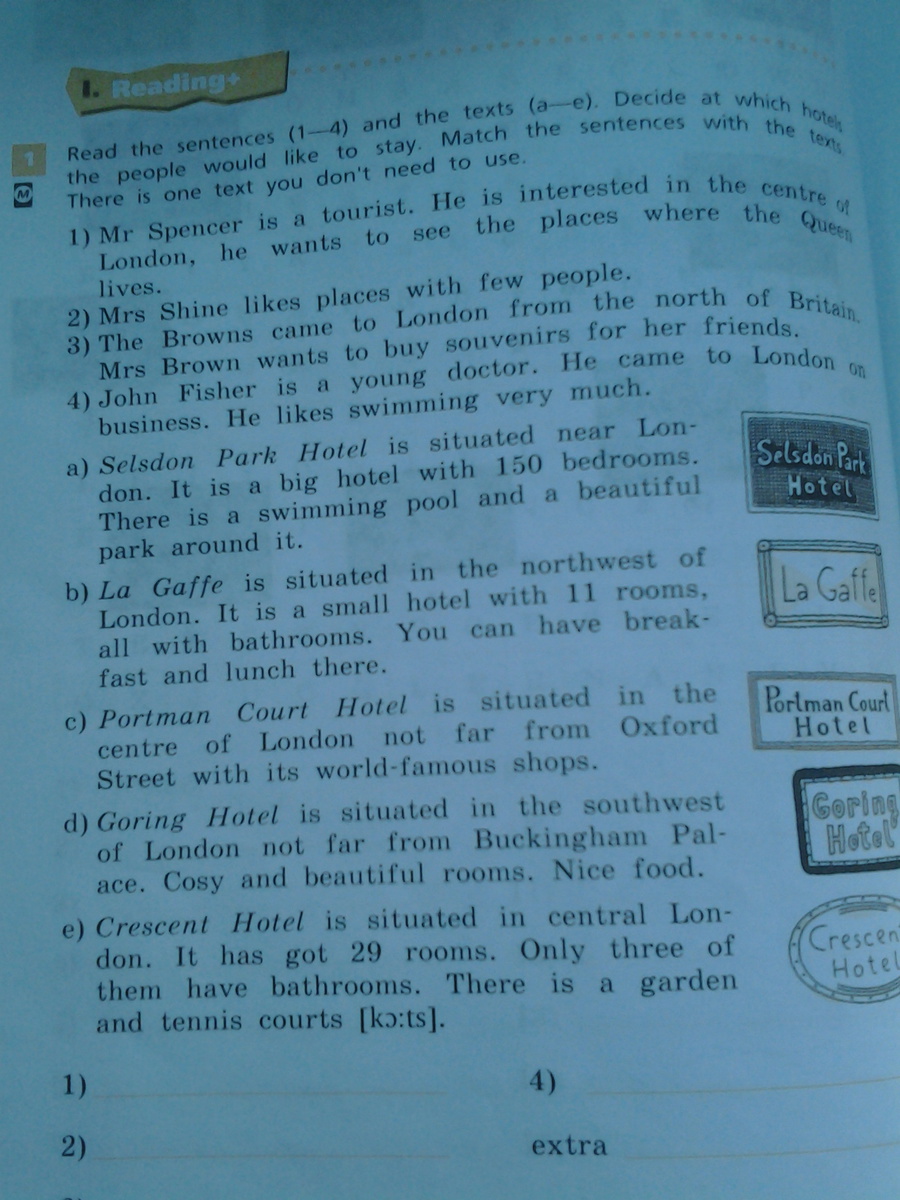 I. Reading+
1 Read the sentences (1—4) and the texts (a—e). Decide at which hotels
the people would like to stay. Match the sentences with the texts.
There is one text you don't need to use.
M
1) Mr Spencer is a tourist. He is interested in the centre of
London, he wants to see the places where the Queen
lives.
2) Mrs Shine likes places with few people.
3) The Browns came to London from the north of Britain.
Mrs Brown wants to buy souvenirs for her friends.
4) John Fisher is a young doctor. He came to London on
business. He likes swimming very much.
a) Selsdon Park Hotel is situated near Lon-
don. It is a big hotel with 150 bedrooms.
There is a swimming pool and a beautiful
park around it.
Selsdon Park
Hotel
b) La Gaffe is situated in the northwest of
London. It is a small hotel with 11 rooms,
all with bathrooms. You can have break-
fast and lunch there.
La Gaffe
c) Portman Court Hotel is situated in the
centre of London not far from Oxford
Street with its world-famous shops.
Portman Court
Hotel
d) Goring Hotel is situated in the southwest
of London not far from Buckingham Pal-
ace. Cosy and beautiful rooms. Nice food.
Goring
Hotel
e) Crescent Hotel is situated in central Lon-
don. It has got 29 rooms. Only three of
them have bathrooms. There is a garden
and tennis courts [kɔ:ts].
Crescent
Hotel
1)
4)
2)
extra